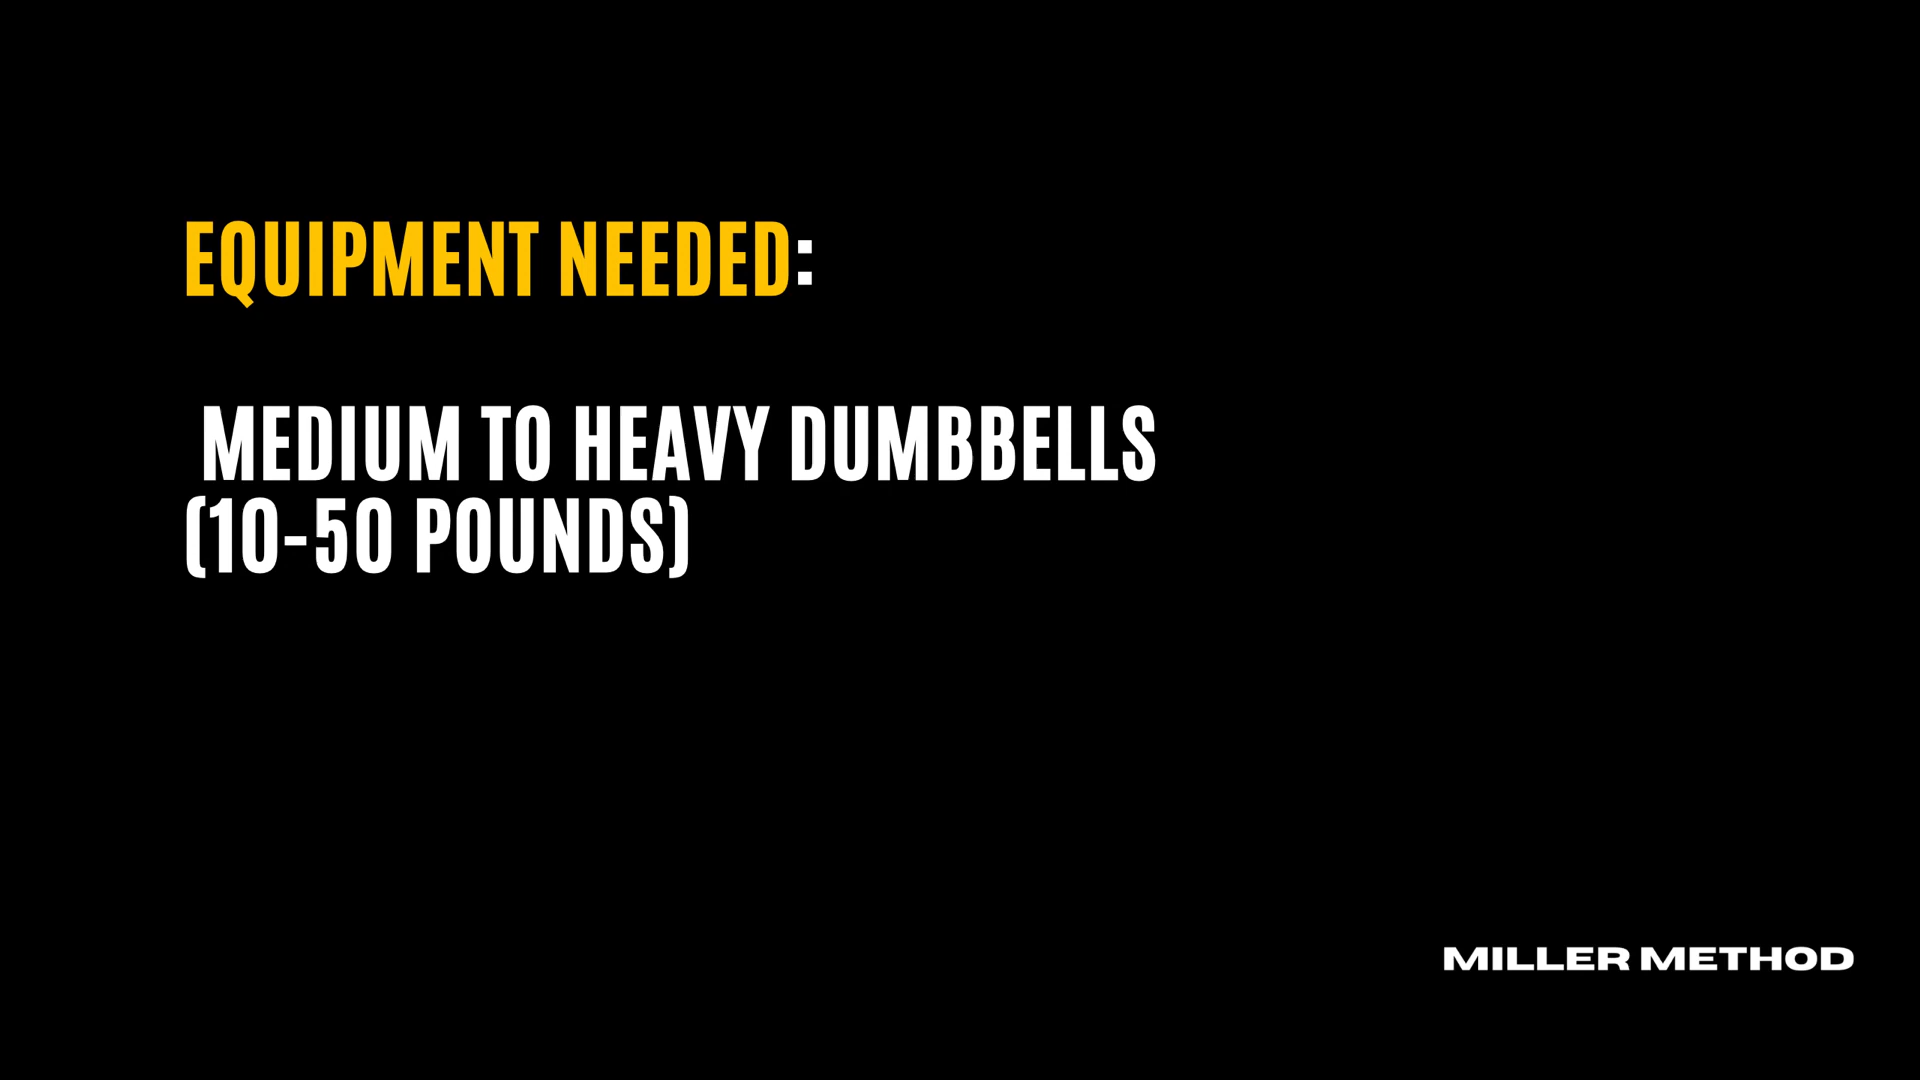 EQUIPMENT NEEDED:
MEDIUM TO HEAVY DUMBBELLS
(10-50 POUNDS)
MILLER METHOD